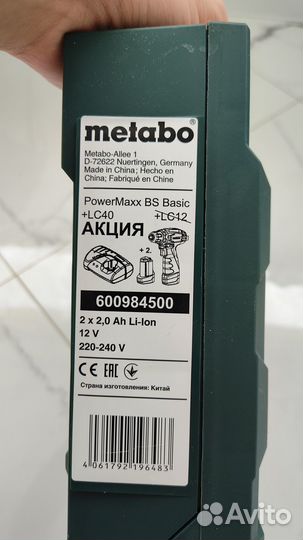 metabo®
Metabo-Allee 1
D-72622 Nuertingen, Germany
Made in China; Hecho en
China; Fabriqué en Chine
PowerMaxx BS Basic
+LC40 +LC12
АКЦИЯ
+ 2.
600984500
2 x 2,0 Ah Li-Ion
12 V
220-240 V
CE EAC
Страна изготовления: Китай
4 061792 196483
Avito